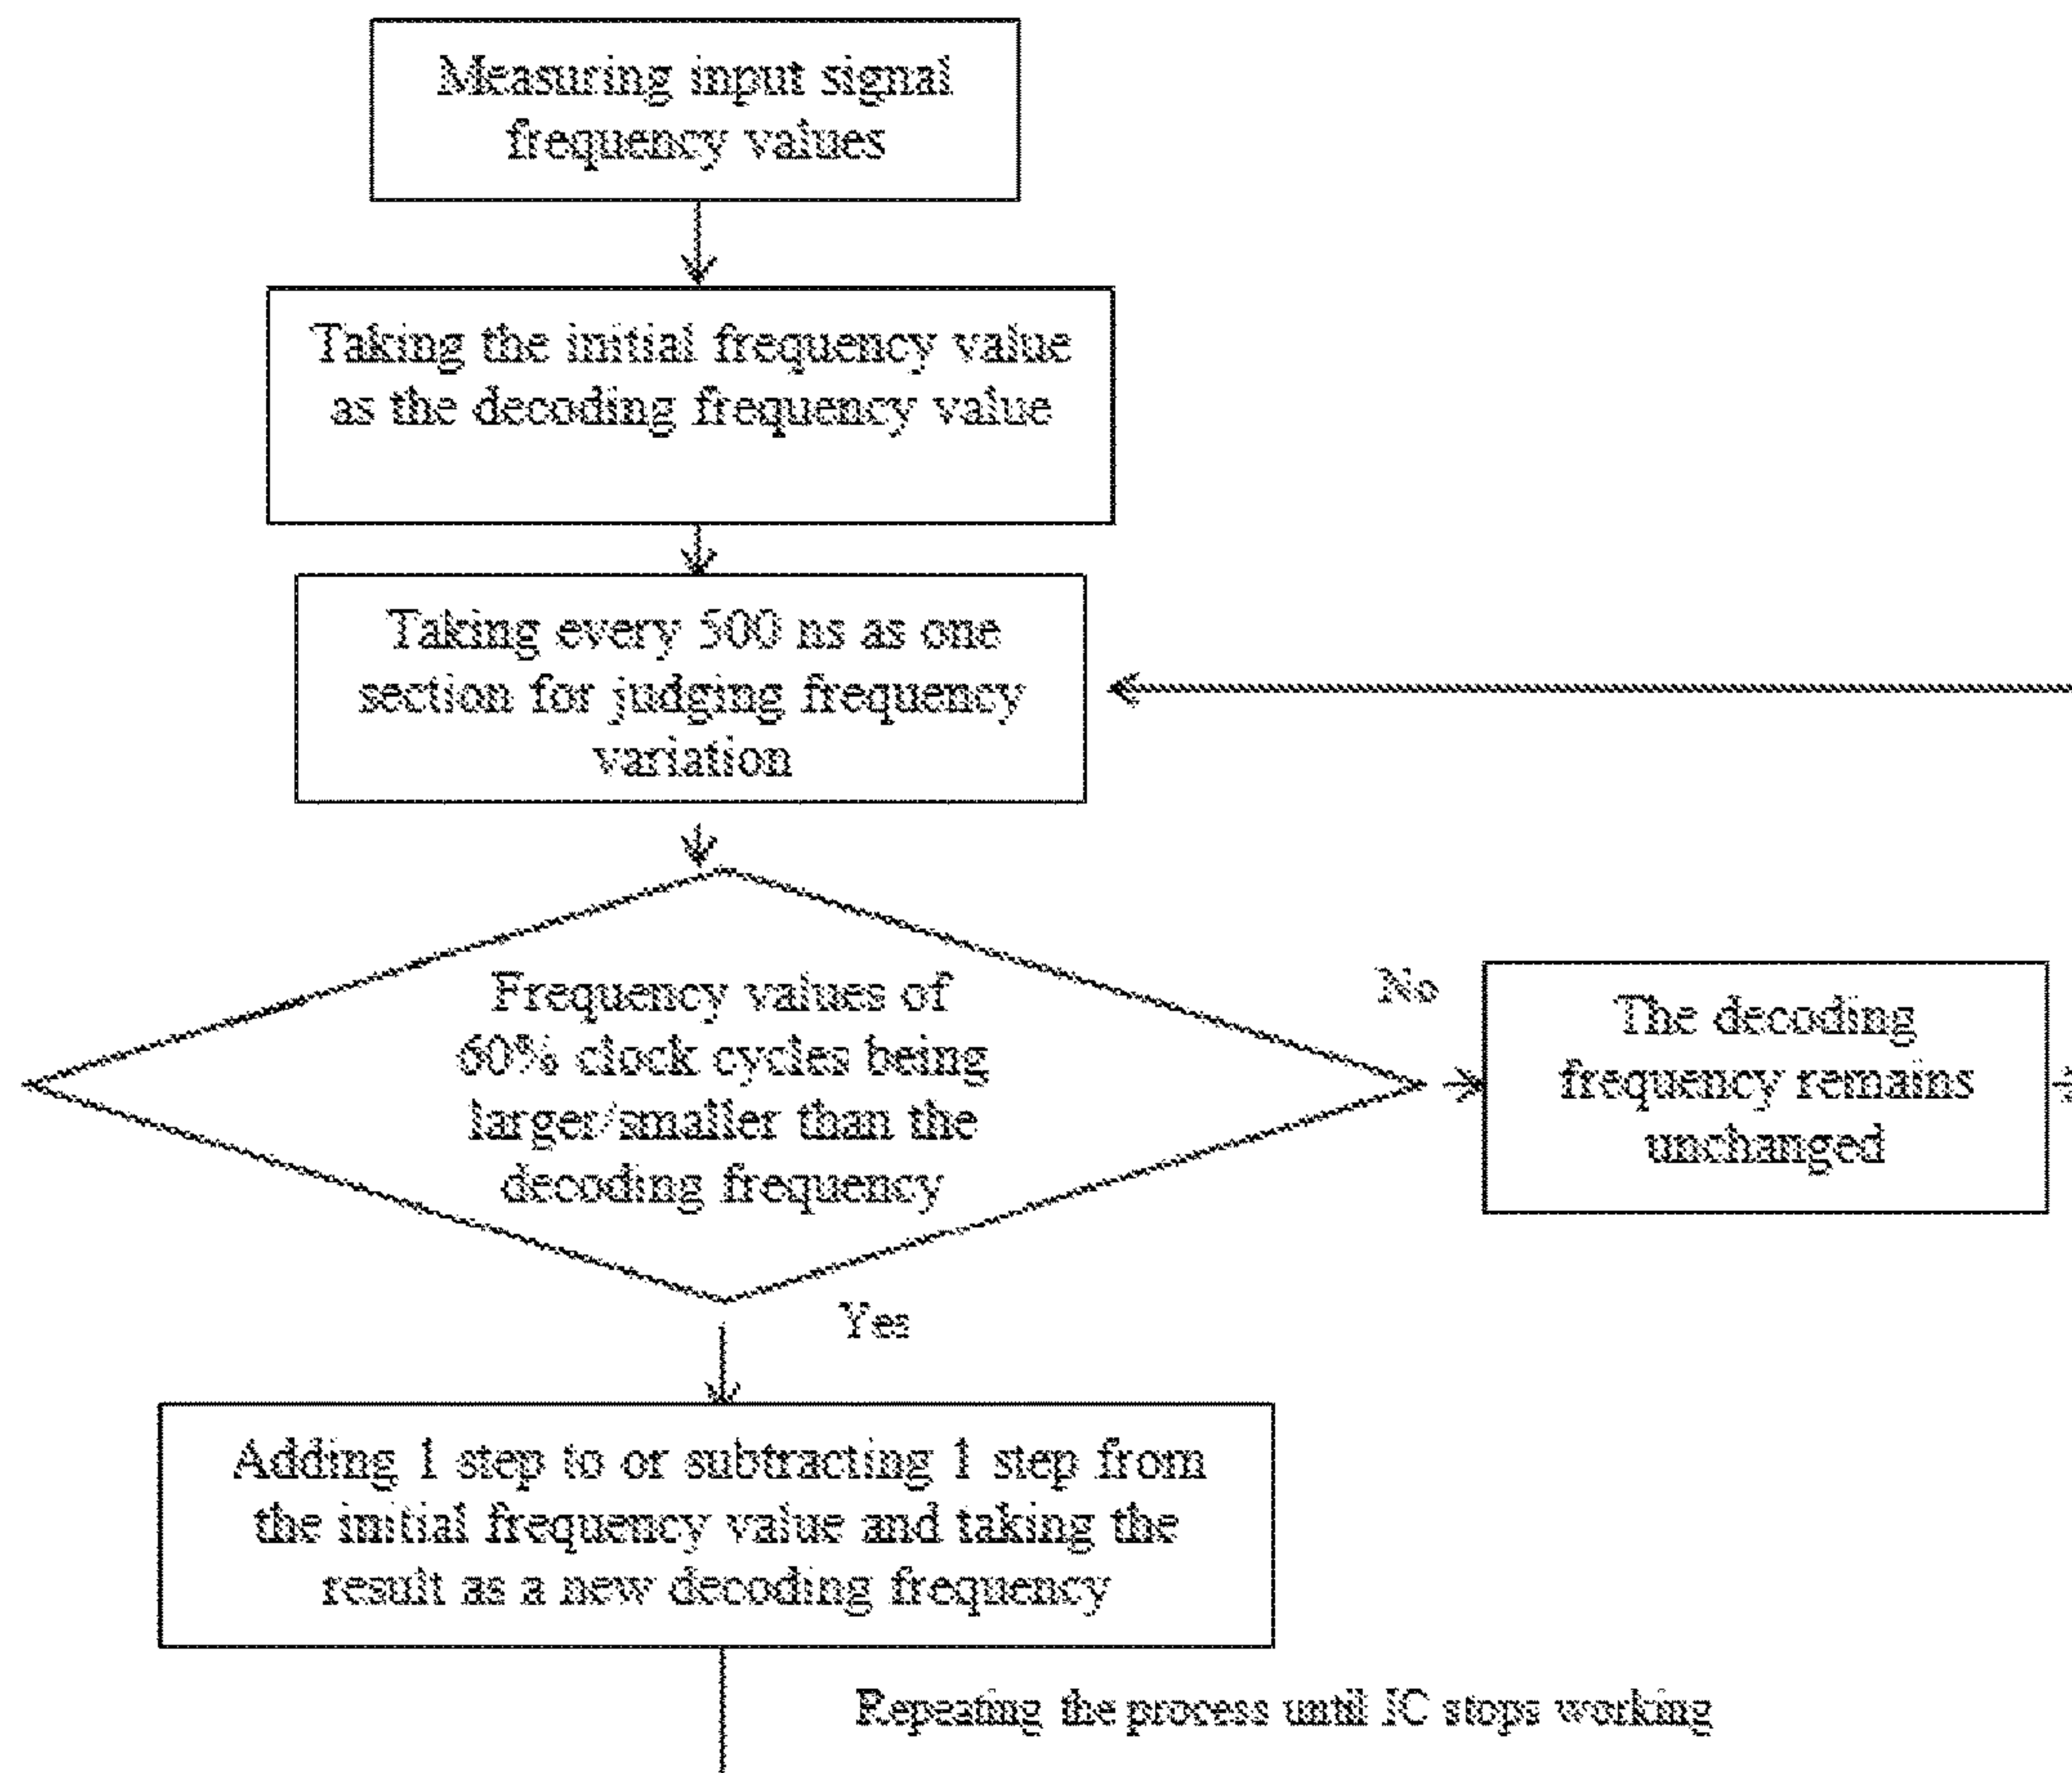 Measuring input signal
frequency values
Taking the initial frequency value
as the decoding frequency value
Taking every 500 ns as one
section for judging frequency
variation
Frequency values of
60% clock cycles being
larger/smaller than the
decoding frequency
No
The decoding
frequency remains
unchanged
Yes
Adding 1 step to or subtracting 1 step from
the initial frequency value and taking the
result as a new decoding frequency
Repeating the process until IC stops working